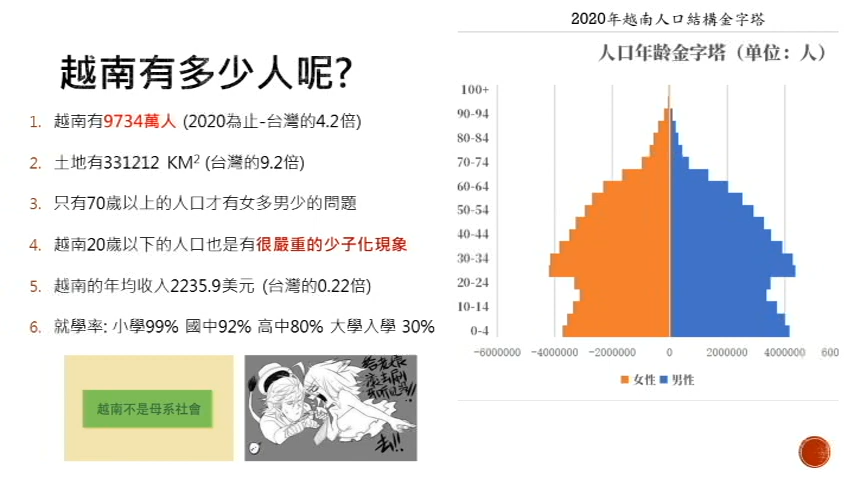 越南有多少人呢?
1. 越南有9734萬人 (2020為止-台灣的4.2倍)
2. 土地有331212 KM² (台灣的9.2倍)
3. 只有70歲以上的人口才有女多男少的問題
4. 越南20歲以下的人口也是有很嚴重的少子化現象
5. 越南的年均收入2235.9美元 (台灣的0.22倍)
6. 就學率: 小學99% 國中92% 高中80% 大學入學 30%
越南不是母系社會
去!!
2020年越南人口結構金字塔
人口年龄金字塔（单位：人）
100+
90-94
80-84
70-74
60-64
50-54
40-44
30-34
20-24
10-14
0-4
-6000000 -4000000 -2000000 0 2000000 4000000 600
女性 男性